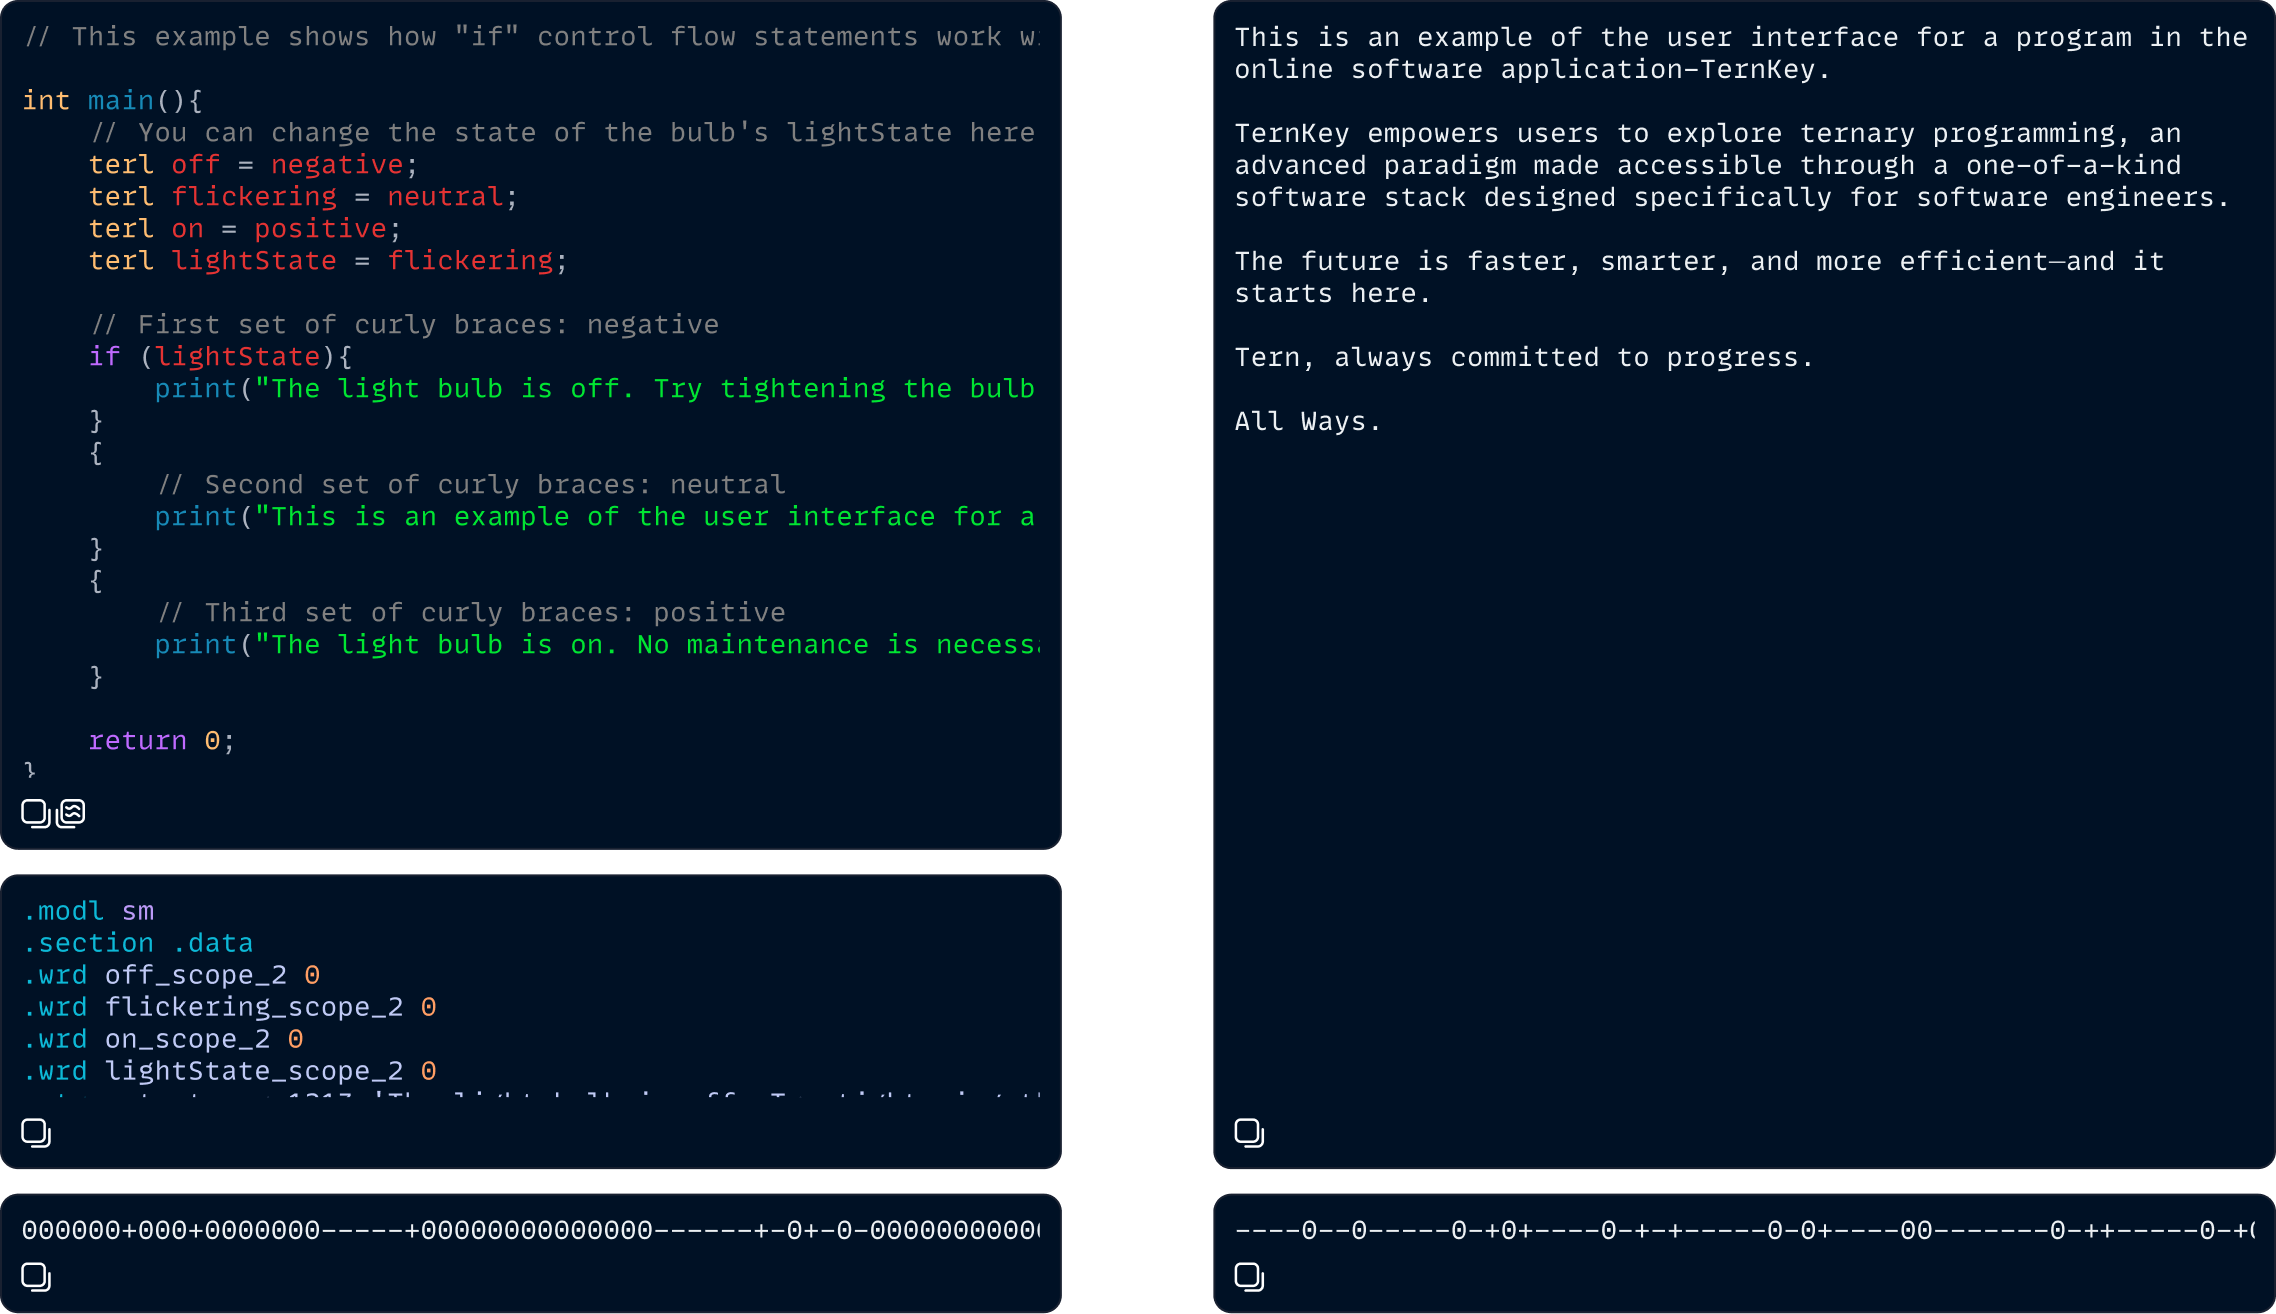 // This example shows how "if" control flow statements work
int main(){
// You can change the state of the bulb's lightState here
terl off = negative;
terl flickering = neutral;
terl on = positive;
terl lightState = flickering;
// First set of curly braces: negative
if (lightState){
print("The light bulb is off. Try tightening the bulb
}
{
// Second set of curly braces: neutral
print("This is an example of the user interface for a
}
{
// Third set of curly braces: positive
print("The light bulb is on. No maintenance is
}
return 0;
}
.modl sm
.section .data
.wrd off_scope_2 0
.wrd flickering_scope_2 0
.wrd on_scope_2 0
.wrd lightState_scope_2 0
000000+000+0000000-----+00000000000000------+-0+-0-00000000000
This is an example of the user interface for a program in the
online software application-TernKey.
TernKey empowers users to explore ternary programming, an
advanced paradigm made accessible through a one-of-a-kind
software stack designed specifically for software engineers.
The future is faster, smarter, and more efficient—and it
starts here.
Tern, always committed to progress.
All Ways.
----0--0-----0-+0+----0-+-+-----0-0+----00-------0-++-----0-+